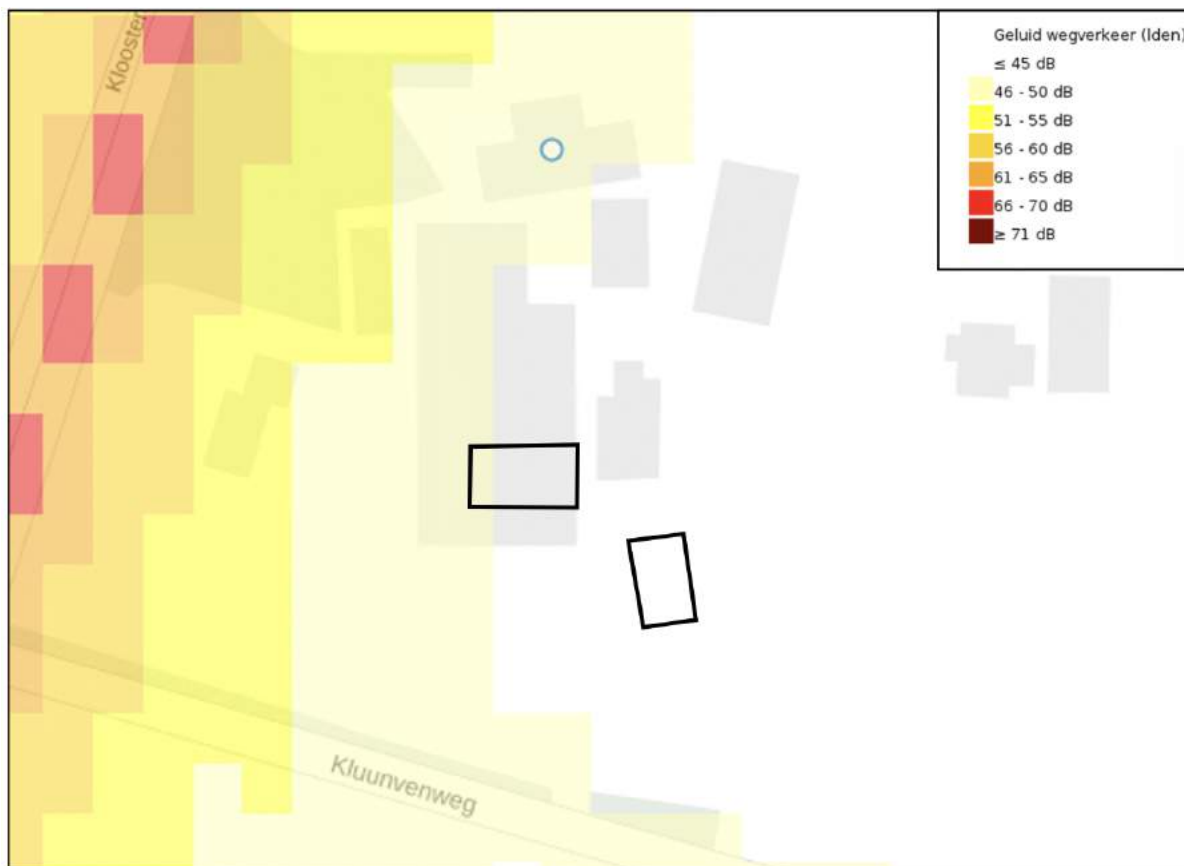 Klooster
Geluid wegverkeer (lden)
≤ 45 dB
46 - 50 dB
51 - 55 dB
56 - 60 dB
61 - 65 dB
66 - 70 dB
≥ 71 dB
Kluunvenweg